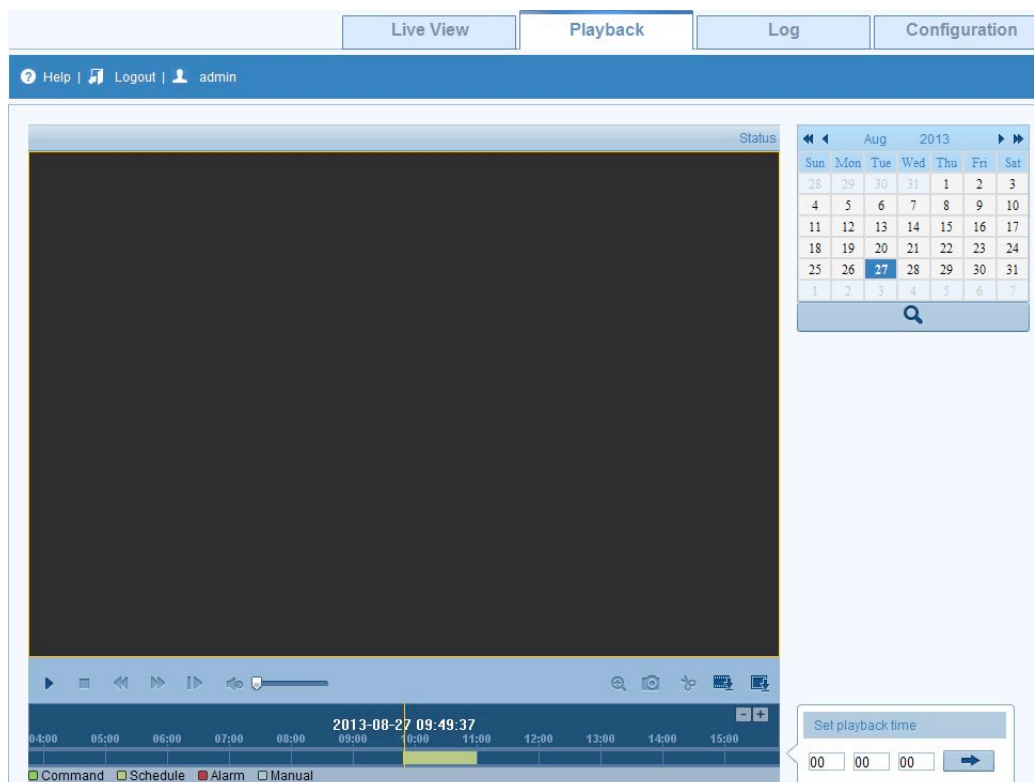 Live View Playback Log Configuration
Help | Logout | admin
Status
Aug 2013
Sun Mon Tue Wed Thu Fri Sat
28 29 30 31 1 2 3
4 5 6 7 8 9 10
11 12 13 14 15 16 17
18 19 20 21 22 23 24
25 26 27 28 29 30 31
1 2 3 4 5 6 7
2013-08-27 09:49:37
04:00 05:00 06:00 07:00 08:00 09:00 10:00 11:00 12:00 13:00 14:00 15:00
Command Schedule Alarm Manual
Set playback time
00 00 00